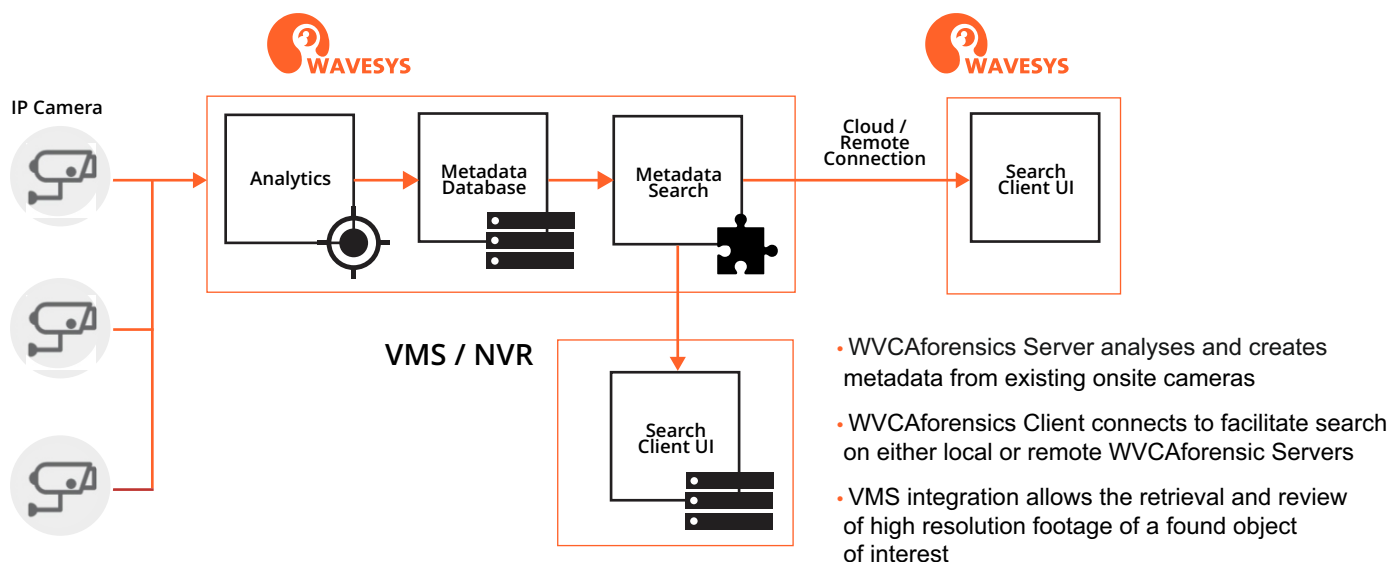 WAVESYS
WAVESYS
IP Camera
Analytics
Metadata
Database
Metadata
Search
Cloud /
Remote
Connection
Search
Client UI
VMS / NVR
Search
Client UI
• WVCAforensics Server analyses and creates
metadata from existing onsite cameras
• WVCAforensics Client connects to facilitate search
on either local or remote WVCAforensic Servers
• VMS integration allows the retrieval and review
of high resolution footage of a found object
of interest